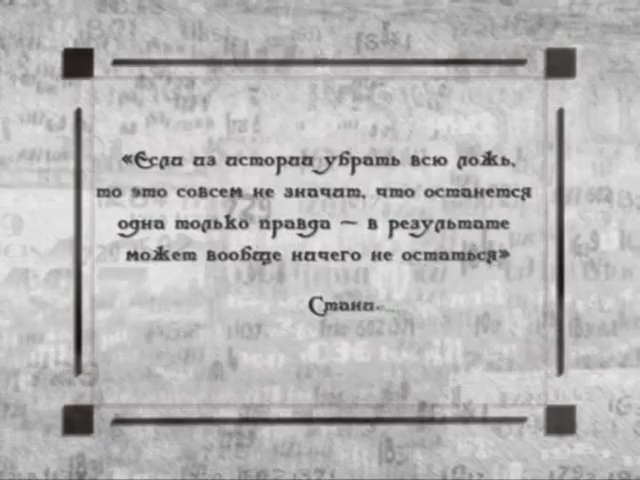 «Если из истории убрать всю ложь,
то это совсем не значит, что останется
одна только правда — в результате
может вообще ничего не остаться»
Стани